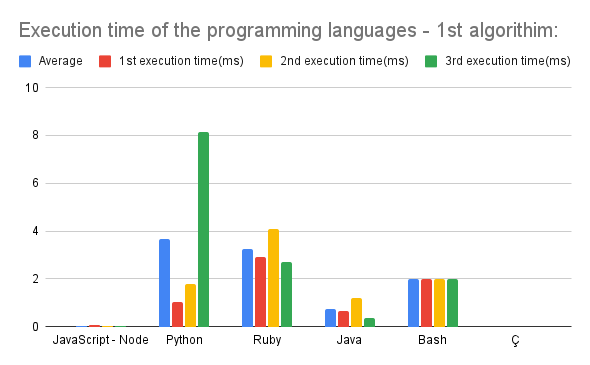 Execution time of the programming languages - 1st algorithim:
Average 1st execution time(ms) 2nd execution time(ms) 3rd execution time(ms)
10
8
6
4
2
0
JavaScript - Node Python Ruby Java Bash Ç